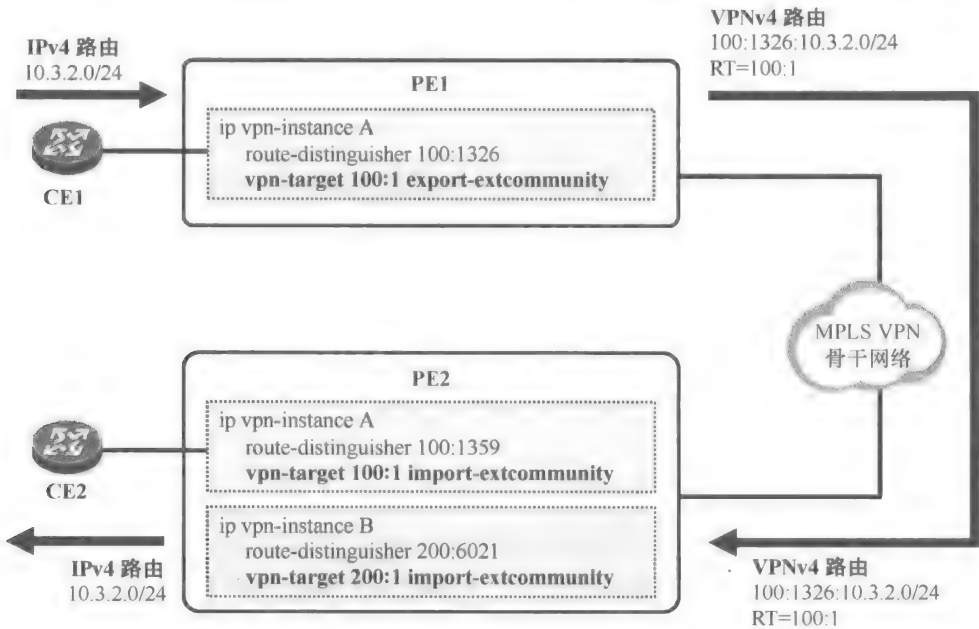 IPv4 路由
10.3.2.0/24
VPNv4 路由
100:1326:10.3.2.0/24
RT=100:1
PE1
ip vpn-instance A
route-distinguisher 100:1326
vpn-target 100:1 export-extcommunity
CE1
MPLS VPN
骨干网络
PE2
ip vpn-instance A
route-distinguisher 100:1359
vpn-target 100:1 import-extcommunity
CE2
ip vpn-instance B
route-distinguisher 200:6021
vpn-target 200:1 import-extcommunity
IPv4 路由
10.3.2.0/24
VPNv4 路由
100:1326:10.3.2.0/24
RT=100:1